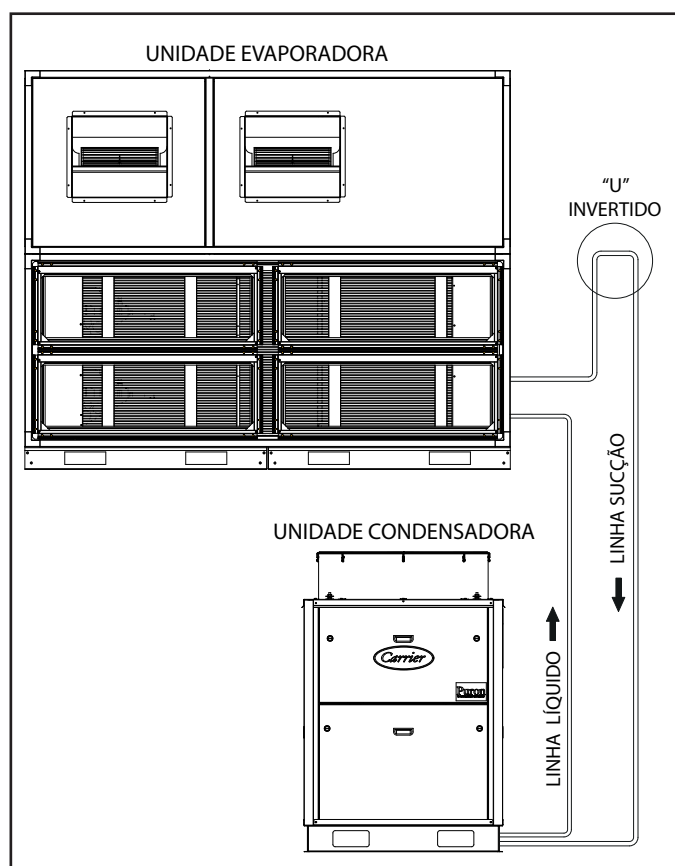 UNIDADE EVAPORADORA
“U”
INVERTIDO
LINHA SUCÇÃO
UNIDADE CONDENSADORA
Carrier
Puron
LINHA LÍQUIDO